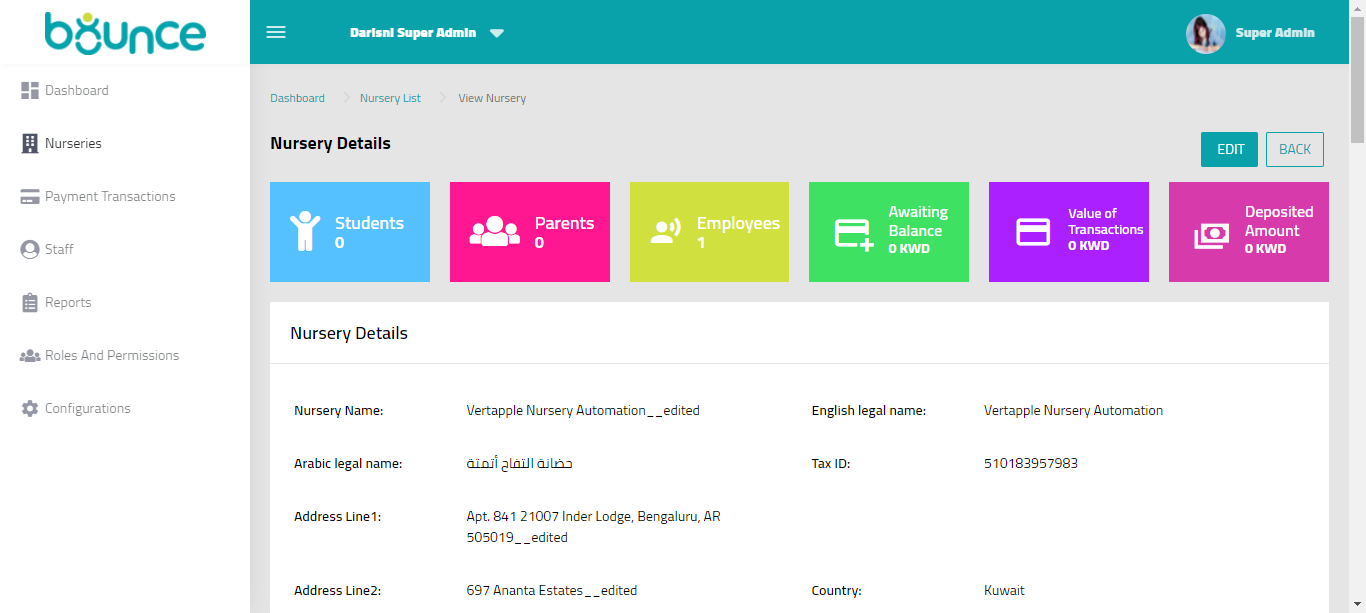 bounce
Darisni Super Admin
Super Admin
Dashboard
Nurseries
Payment Transactions
Staff
Reports
Roles And Permissions
Configurations
Dashboard Nursery List View Nursery
Nursery Details
EDIT BACK
Students
0
Parents
0
Employees
1
Awaiting
Balance
0 KWD
Value of
Transactions
0 KWD
Deposited
Amount
0 KWD
Nursery Details
Nursery Name: Vertapple Nursery Automation__edited English legal name: Vertapple Nursery Automation
Arabic legal name: حضانة التفاح أتمتة Tax ID: 510183957983
Address Line1: Apt. 841 21007 Inder Lodge, Bengaluru, AR
505019__edited
Address Line2: 697 Ananta Estates__edited Country: Kuwait